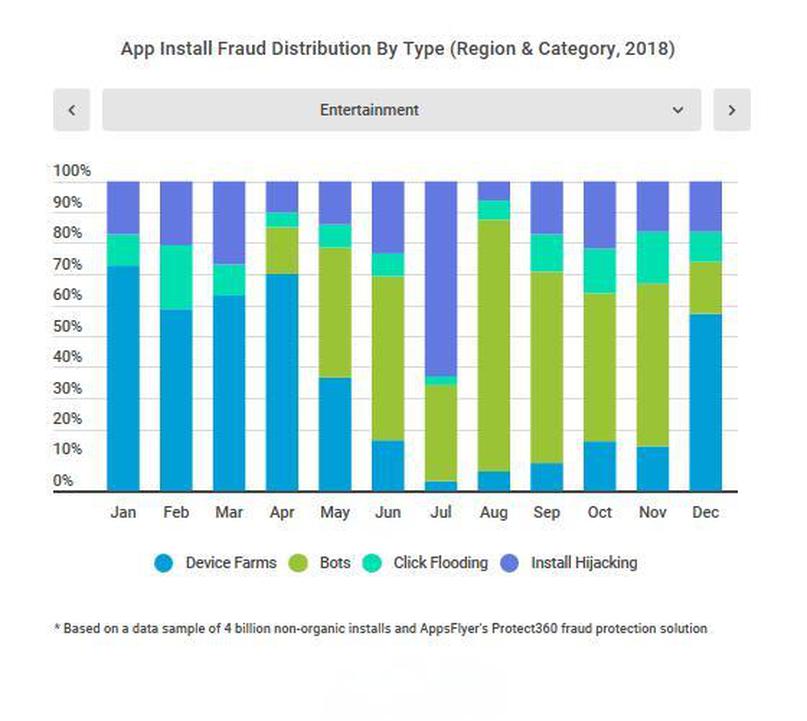 App Install Fraud Distribution By Type (Region & Category, 2018)
Entertainment
100%
90%
80%
70%
60%
50%
40%
30%
20%
10%
0%
Jan Feb Mar Apr May Jun Jul Aug Sep Oct Nov Dec
Device Farms Bots Click Flooding Install Hijacking
* Based on a data sample of 4 billion non-organic installs and AppsFlyer's Protect360 fraud protection solution